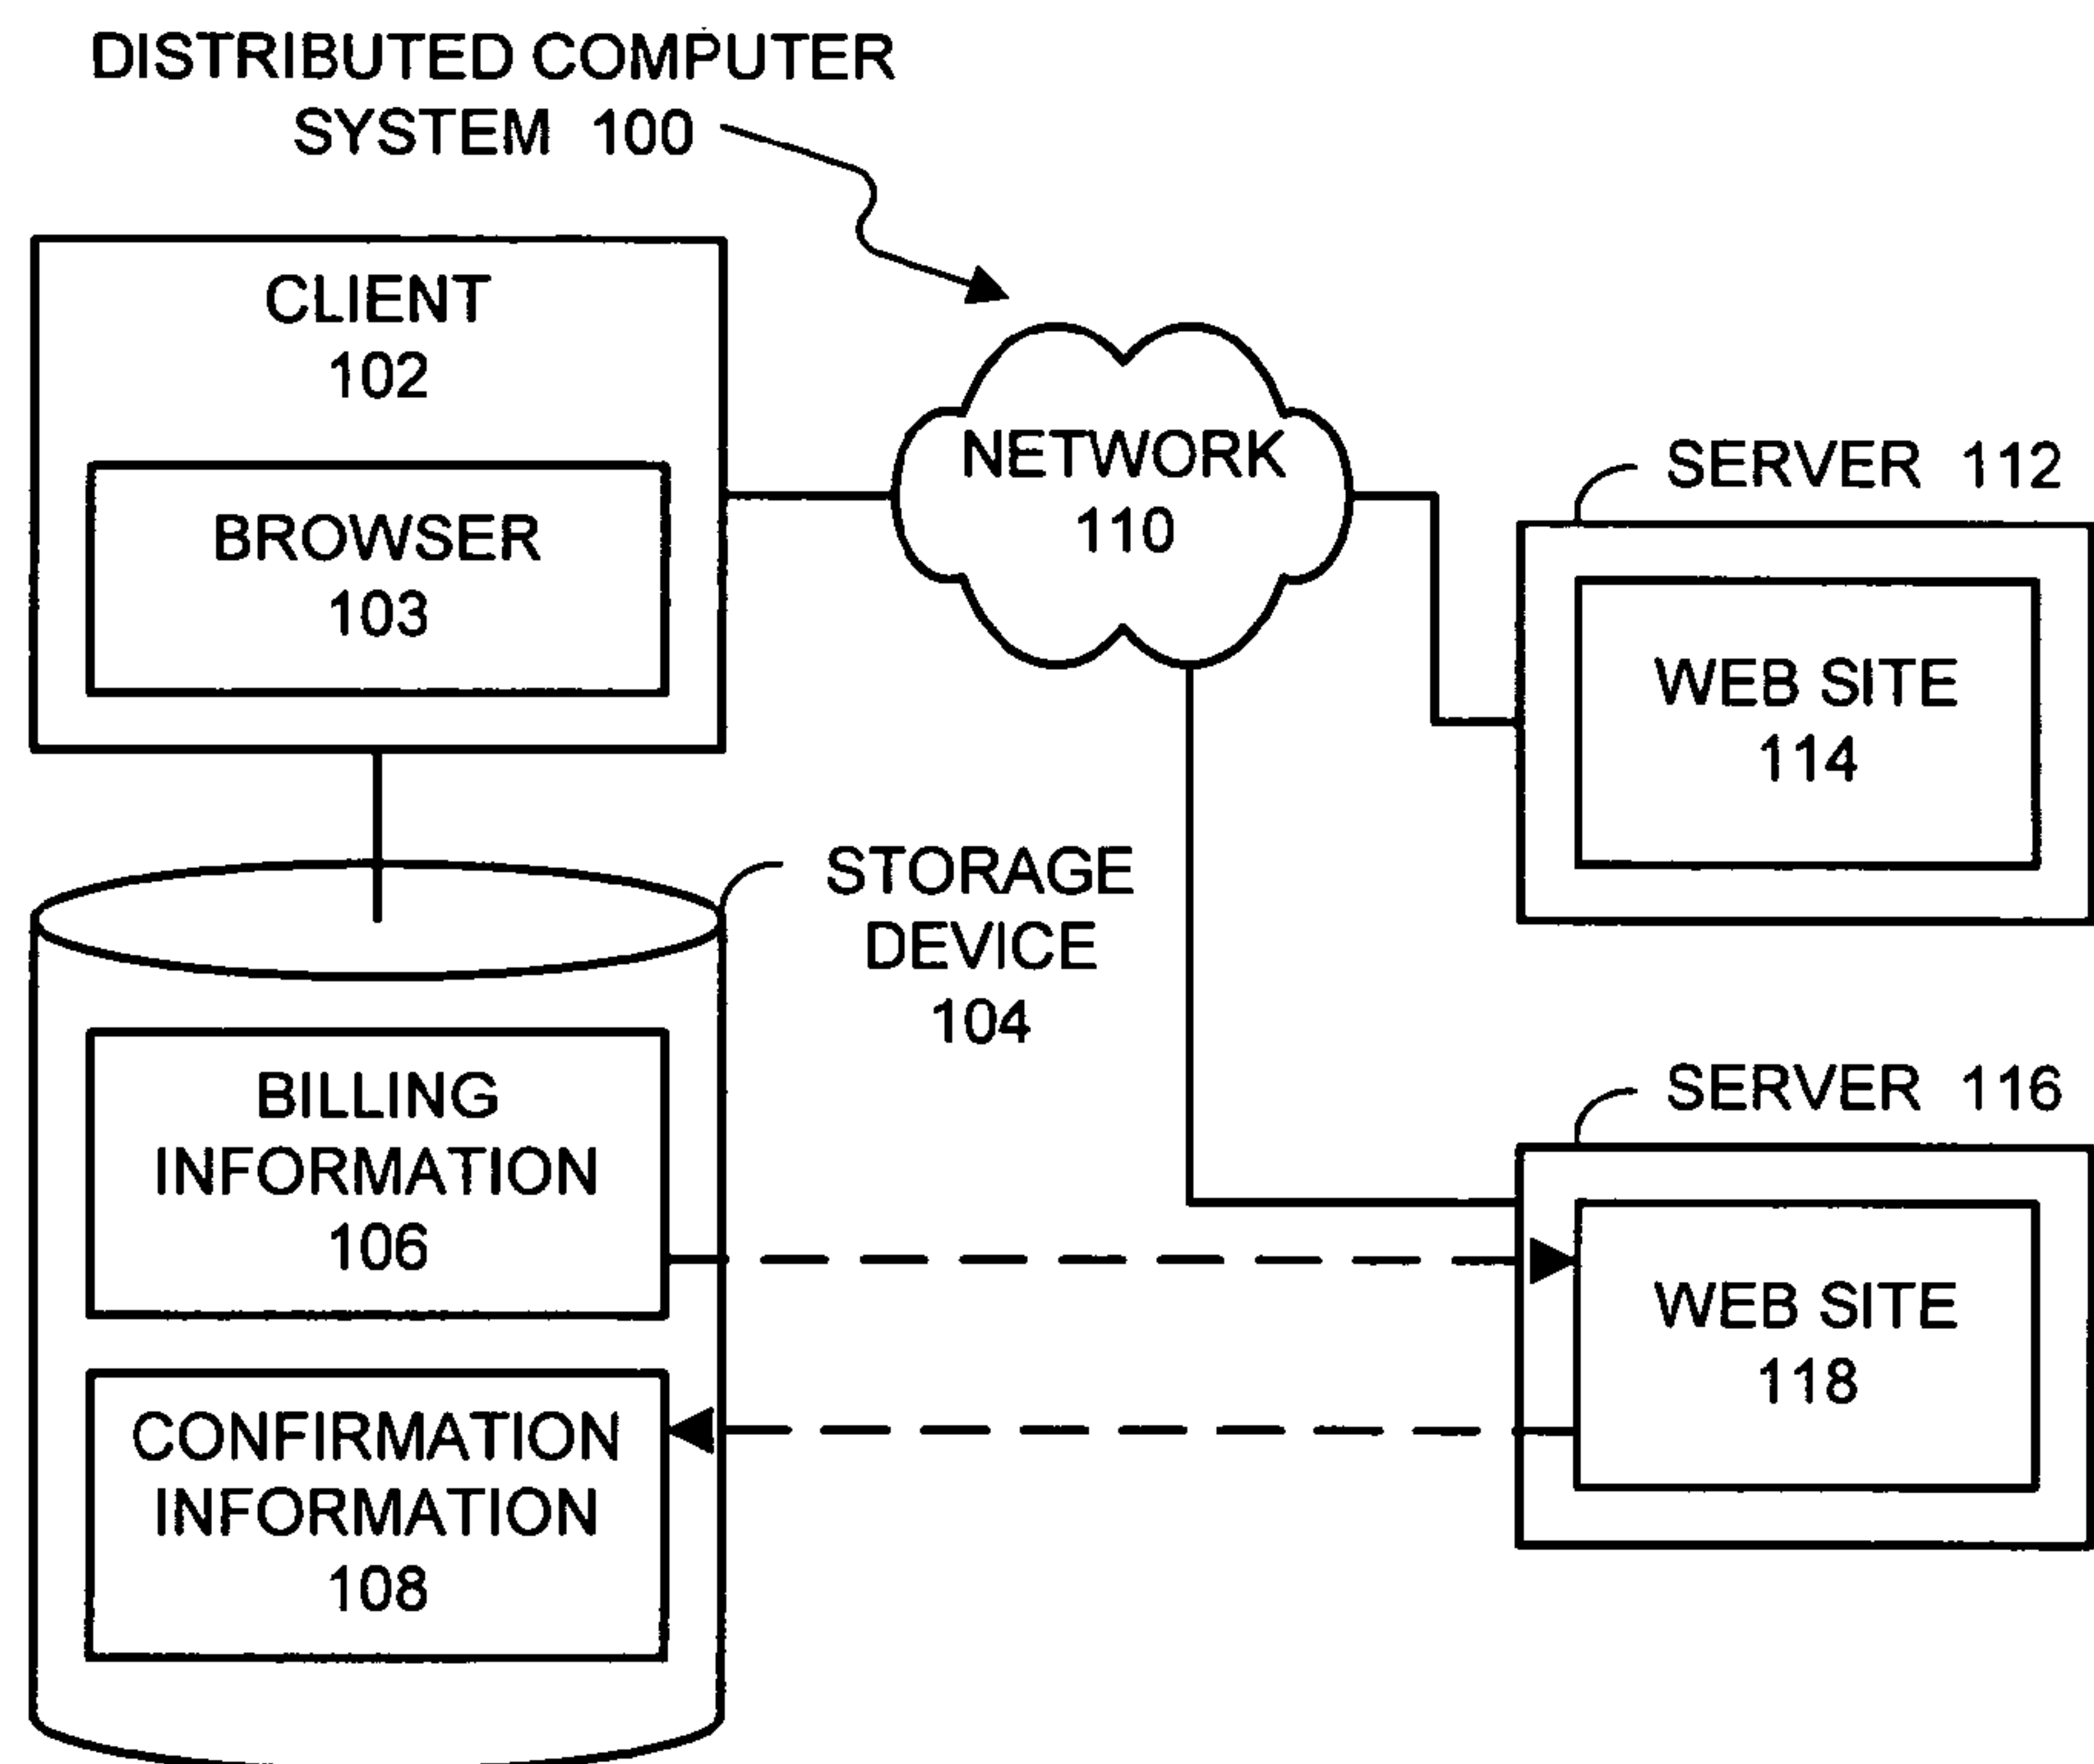 DISTRIBUTED COMPUTER
SYSTEM 100
CLIENT
102
BROWSER
103
NETWORK
110
SERVER 112
WEB SITE
114
STORAGE
DEVICE
104
BILLING
INFORMATION
106
CONFIRMATION
INFORMATION
108
SERVER 116
WEB SITE
118